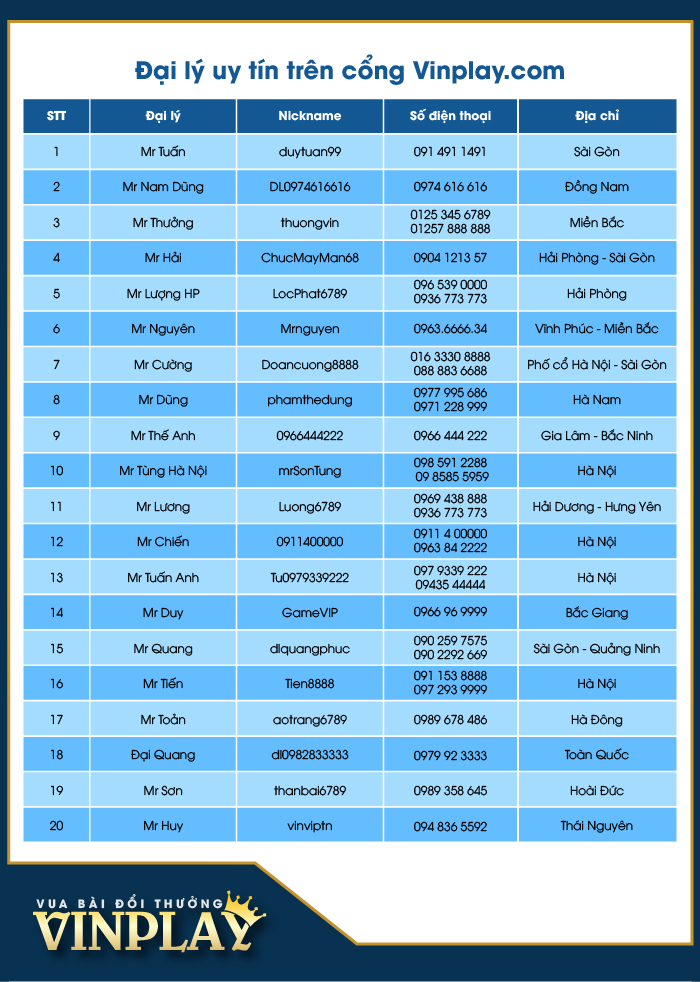 Đại lý uy tín trên cổng Vinplay.com
STT Đại lý Nickname Số điện thoại Địa chỉ
1 Mr Tuấn duytuan99 091 491 1491 Sài Gòn
2 Mr Nam Dũng DL0974616616 0974 616 616 Đồng Nam
3 Mr Thưởng thuongvin 0125 345 6789 Miền Bắc
01257 888 888
4 Mr Hải ChucMayMan68 0904 1213 57 Hải Phòng - Sài Gòn
5 Mr Lượng HP LocPhat6789 096 539 0000 Hải Phòng
0936 773 773
6 Mr Nguyên Mrnguyen 0963.6666.34 Vĩnh Phúc - Miền Bắc
7 Mr Cường Doancuong8888 016 3330 8888 Phố cổ Hà Nội - Sài Gòn
088 883 6688
8 Mr Dũng phamthedung 0977 995 686 Hà Nam
0971 228 999
9 Mr Thế Anh 0966444222 0966 444 222 Gia Lâm - Bắc Ninh
10 Mr Tùng Hà Nội mrSonTung 098 591 2288 Hà Nội
09 8585 5959
11 Mr Lương Luong6789 0969 438 888 Hải Dương - Hưng Yên
0936 773 773
12 Mr Chiến 0911400000 0911 4 00000 Hà Nội
0963 84 2222
13 Mr Tuấn Anh Tu0979339222 097 9339 222 Hà Nội
09435 44444
14 Mr Duy GameVIP 0966 96 9999 Bắc Giang
15 Mr Quang dlquangphuc 090 259 7575 Sài Gòn - Quảng Ninh
090 2292 669
16 Mr Tiến Tien8888 091 153 8888 Hà Nội
097 293 9999
17 Mr Toản aotrang6789 0989 678 486 Hà Đông
18 Đại Quang dl0982833333 0979 92 3333 Toàn Quốc
19 Mr Sơn thanbai6789 0989 358 645 Hoài Đức
20 Mr Huy vinviptn 094 836 5592 Thái Nguyên
VUA BÀI ĐỔI THƯỞNG
VINPLAY